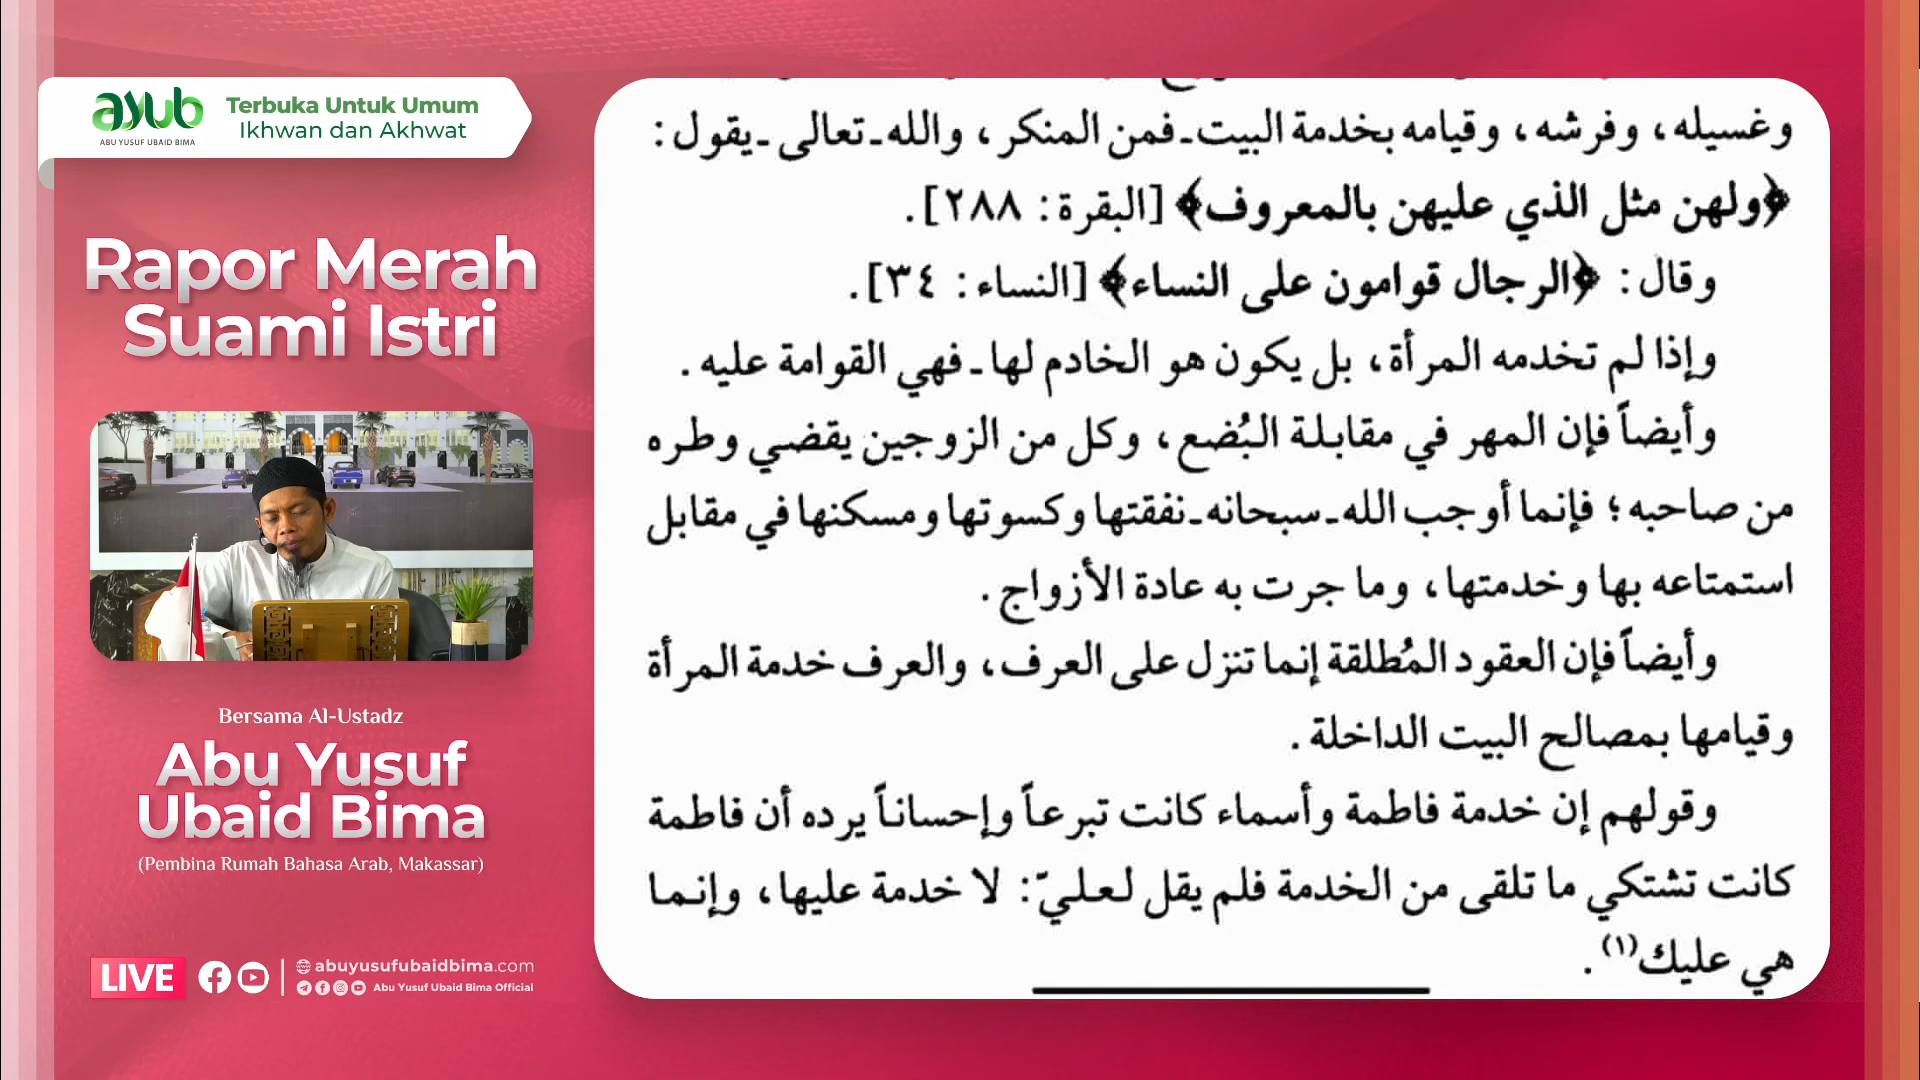 ayub
ABU YUSUF UBAID BIMA
Terbuka Untuk Umum
Ikhwan dan Akhwat
Rapor Merah
Suami Istri
Bersama Al-Ustadz
Abu Yusuf
Ubaid Bima
(Pembina Rumah Bahasa Arab, Makassar)
LIVE
abuyusufubaidbima.com
Abu Yusuf Ubaid Bima Official
وغسيله، وفرشه، وقيامه بخدمة البيت ـ فمن المنكر، والله ـ تعالى ـ يقول:
﴿ولهن مثل الذي عليهن بالمعروف﴾ [البقرة: ٢٨٨].
وقال: ﴿الرجال قوامون على النساء﴾ [النساء: ٣٤].
وإذا لم تخدمه المرأة، بل يكون هو الخادم لها ـ فهي القوامة عليه.
وأيضاً فإن المهر في مقابلة البُضع، وكل من الزوجين يقضي وطره
من صاحبه؛ فإنما أوجب الله ـ سبحانه ـ نفقتها وكسوتها ومسكنها في مقابل
استمتاعه بها وخدمتها، وما جرت به عادة الأزواج.
وأيضاً فإن العقود المُطلقة إنما تنزل على العرف، والعرف خدمة المرأة
وقيامها بمصالح البيت الداخلة.
وقولهم إن خدمة فاطمة وأسماء كانت تبرعاً وإحساناً يرده أن فاطمة
كانت تشتكي ما تلقى من الخدمة فلم يقل لعليّ: لا خدمة عليها، وإنما
هي عليك(١).